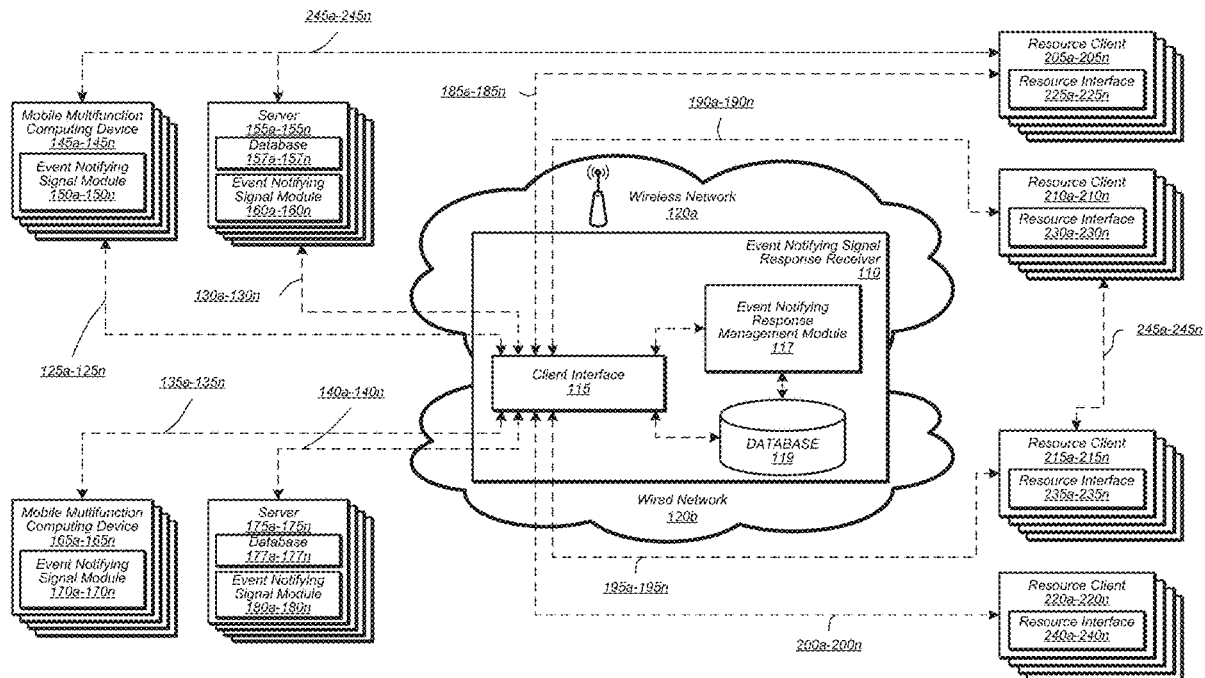 245a-245n
Mobile Multifunction
Computing Device
145a-145n
Event Notifying
Signal Module
150a-150n
Server
155a-155n
Database
157a-157n
Event Notifying
Signal Module
160a-160n
185a-185n
190a-190n
Resource Client
205a-205n
Resource Interface
225a-225n
Resource Client
210a-210n
Resource Interface
230a-230n
Wireless Network
120a
Event Notifying Signal
Response Receiver
110
Event Notifying
Response
Management Module
117
Client Interface
115
DATABASE
119
Wired Network
120b
130a-130n
125a-125n
135a-135n
140a-140n
245a-245n
Mobile Multifunction
Computing Device
165a-165n
Event Notifying
Signal Module
170a-170n
Server
175a-175n
Database
177a-177n
Event Notifying
Signal Module
180a-180n
195a-195n
200a-200n
Resource Client
215a-215n
Resource Interface
235a-235n
Resource Client
220a-220n
Resource Interface
240a-240n